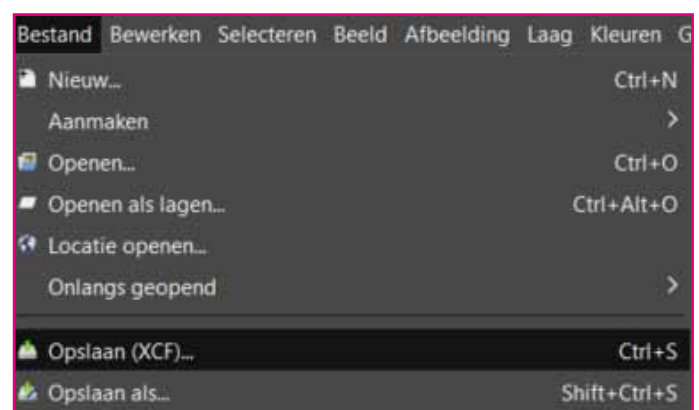 Bestand Bewerken Selecteren Beeld Afbeelding Laag Kleuren G
Nieuw... Ctrl+N
Aanmaken >
Openen... Ctrl+O
Openen als lagen... Ctrl+Alt+O
Locatie openen...
Onlangs geopend >
Opslaan (XCF)... Ctrl+S
Opslaan als... Shift+Ctrl+S